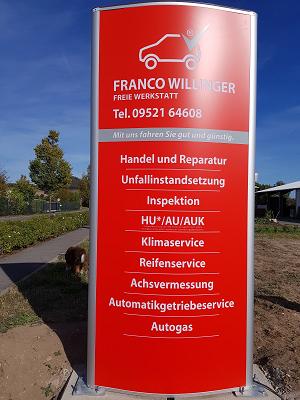 FRANCO WILLINGER
FREIE WERKSTATT
Tel. 09521 64608
Mit uns fahren Sie gut und günstig.
Handel und Reparatur
Unfallinstandsetzung
Inspektion
HU*/AU/AUK
Klimaservice
Reifenservice
Achsvermessung
Automatikgetriebeservice
Autogas